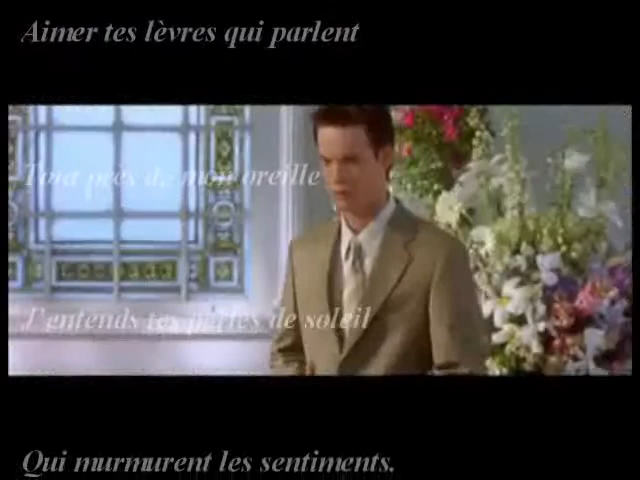 Aimer tes lèvres qui parlent
Tout près de mon oreille
J'entends tes perles de soleil
Qui murmurent les sentiments.